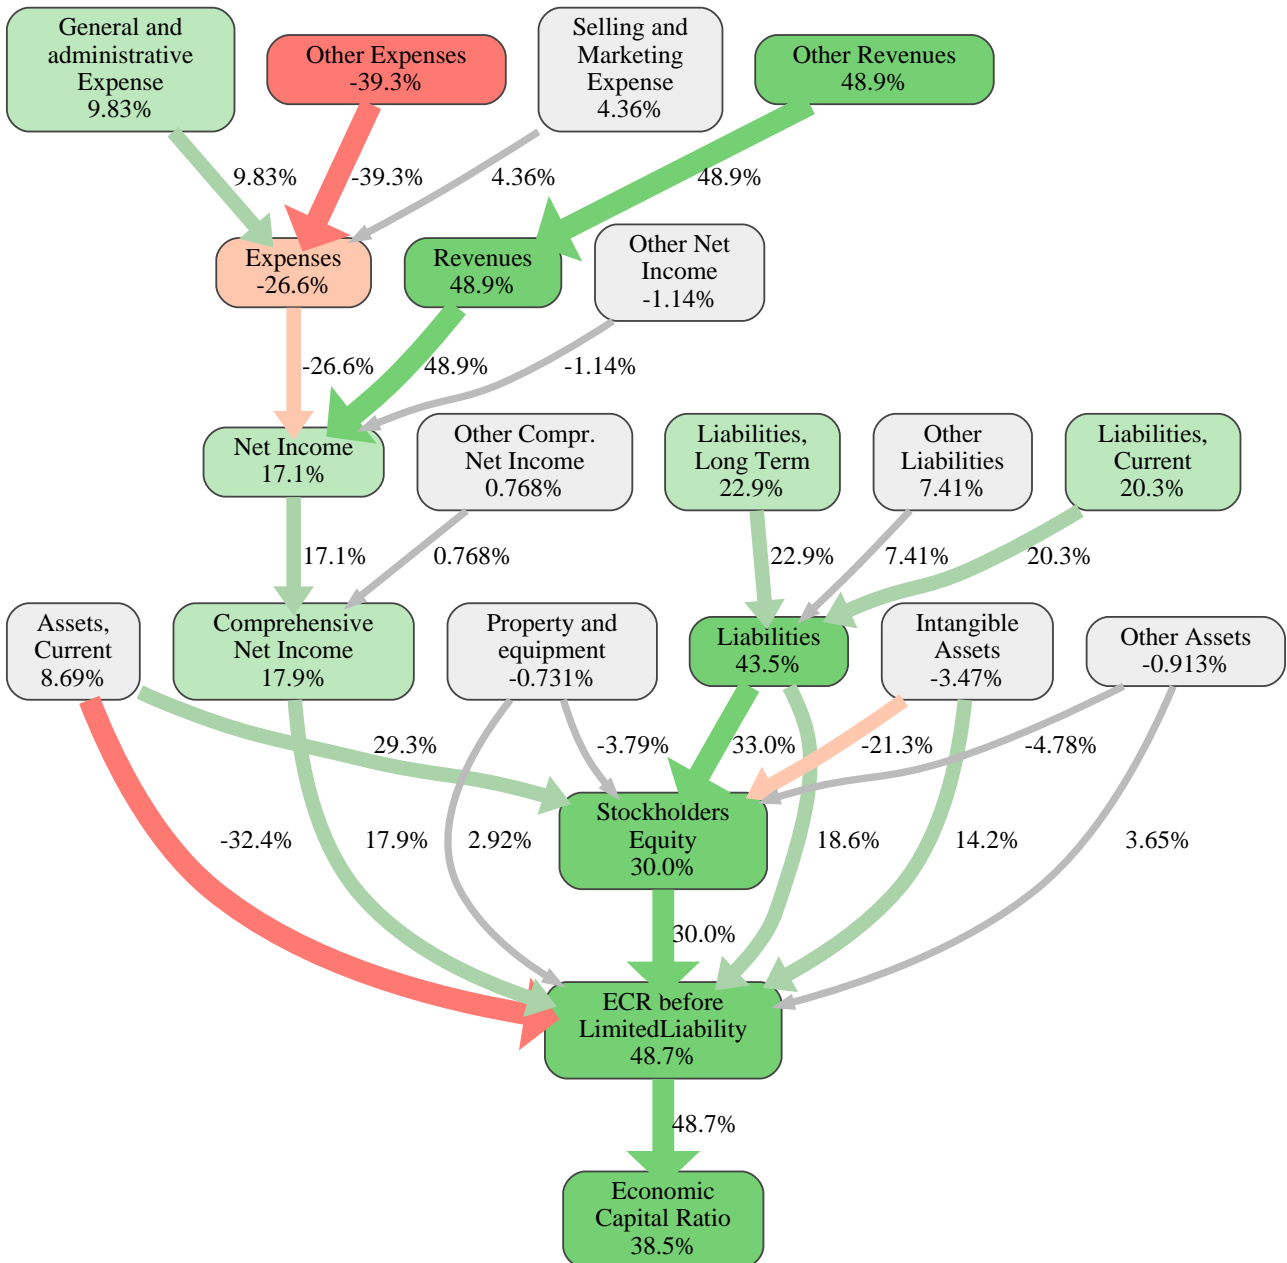 General and
administrative
Expense
9.83%
Other Expenses
-39.3%
Selling and
Marketing
Expense
4.36%
Other Revenues
48.9%
9.83%
-39.3%
4.36%
48.9%
Expenses
-26.6%
Revenues
48.9%
Other Net
Income
-1.14%
-26.6%
48.9%
-1.14%
Net Income
17.1%
Other Compr.
Net Income
0.768%
Liabilities,
Long Term
22.9%
Other
Liabilities
7.41%
Liabilities,
Current
20.3%
17.1%
0.768%
22.9%
7.41%
20.3%
Assets,
Current
8.69%
Comprehensive
Net Income
17.9%
Property and
equipment
-0.731%
Liabilities
43.5%
Intangible
Assets
-3.47%
Other Assets
-0.913%
29.3%
-3.79%
33.0%
-21.3%
-4.78%
Stockholders
Equity
30.0%
-32.4%
17.9%
2.92%
18.6%
14.2%
3.65%
30.0%
ECR before
LimitedLiability
48.7%
48.7%
Economic
Capital Ratio
38.5%